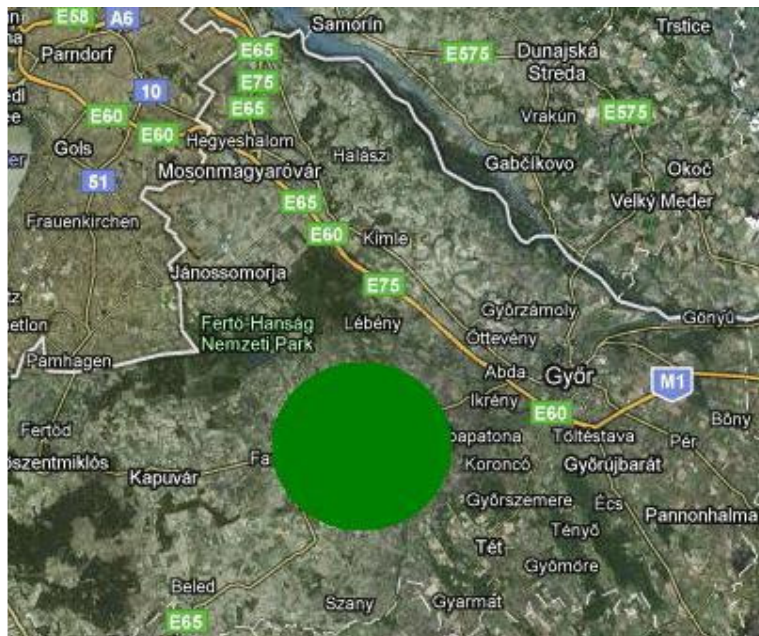 E58
A6
E65
Šamorín
Trstice
Parndorf
E575
Dunajská
Streda
E75
10
E65
E60
E60
Vrakún
E575
Gols
Hegyeshalom
Halászi
Mosonmagyaróvár
Gabčíkovo
Okoč
51
E65
Velký Meder
Frauenkirchen
E60
Kimle
Jánossomorja
E75
Győrzámoly
Gönyű
Fertő-Hanság
Nemzeti Park
Lébény
Öttevény
Pamhagen
Abda
Győr
M1
Ikrény
E60
Bőny
Fertőd
Töltéstava
Pér
Kapuvár
Koroncó
Győrújbarát
Győrszemere
Écs
Pannonhalma
Tényő
Tét
Gyömöre
Beled
Szany
Gyarmat
E65